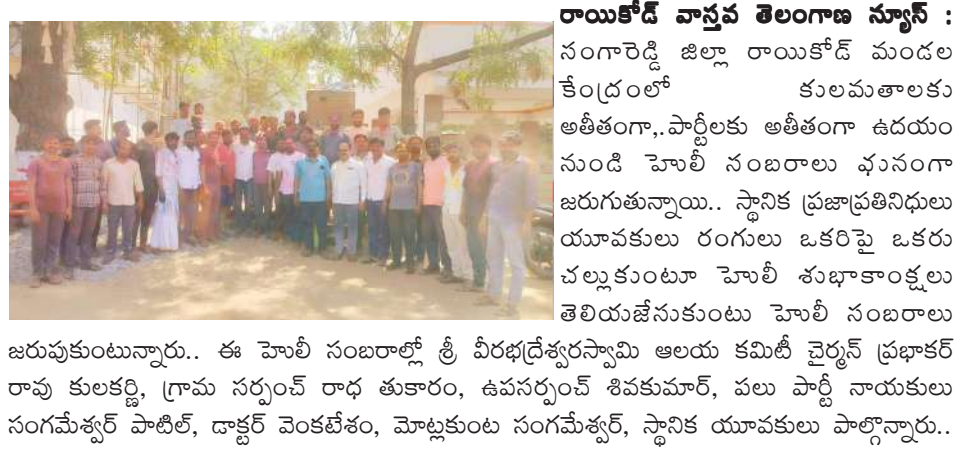 రాయికోడ్ వాస్తవ తెలంగాణ న్యూస్ :
సంగారెడ్డి జిల్లా రాయికోడ్ మండల
కేంద్రంలో కులమతాలకు
అతీతంగా,.పార్టీలకు అతీతంగా ఉదయం
నుండి హెూలీ సంబరాలు ఘనంగా
జరుగుతున్నాయి.. స్థానిక ప్రజాప్రతినిధులు
యూవకులు రంగులు ఒకరిపై ఒకరు
చల్లుకుంటూ హెూలీ శుభాకాంక్షలు
తెలియజేసుకుంటు హెూలీ సంబరాలు
జరుపుకుంటున్నారు.. ఈ హెూలీ సంబరాల్లో శ్రీ వీరభద్రేశ్వరస్వామి ఆలయ కమిటీ చైర్మన్ ప్రభాకర్
రావు కులకర్ణి, గ్రామ సర్పంచ్ రాధ తుకారం, ఉపసర్పంచ్ శివకుమార్, పలు పార్టీ నాయకులు
సంగమేశ్వర్ పాటిల్, డాక్టర్ వెంకటేశం, మోట్లకుంట సంగమేశ్వర్, స్థానిక యూవకులు పాల్గొన్నారు..